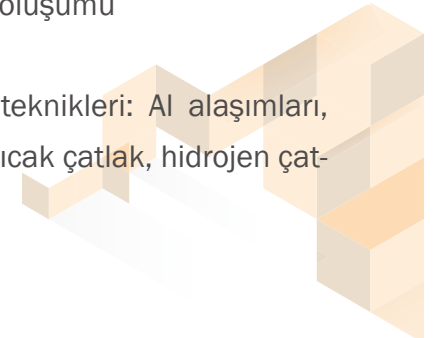 oluşumu
teknikleri: Al alaşımları,
ıcak çatlak, hidrojen çat-